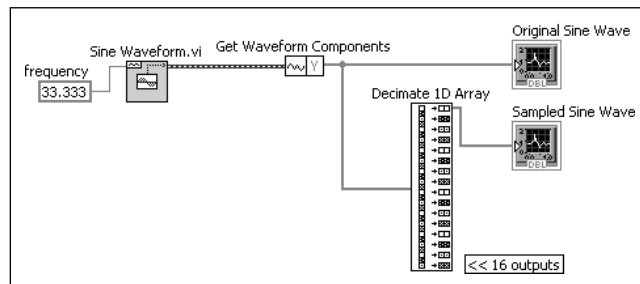 Original Sine Wave
Sine Waveform.vi
Get Waveform Components
frequency
33.333
DBL
Decimate 1D Array
Sampled Sine Wave
Y
DBL
<< 16 outputs